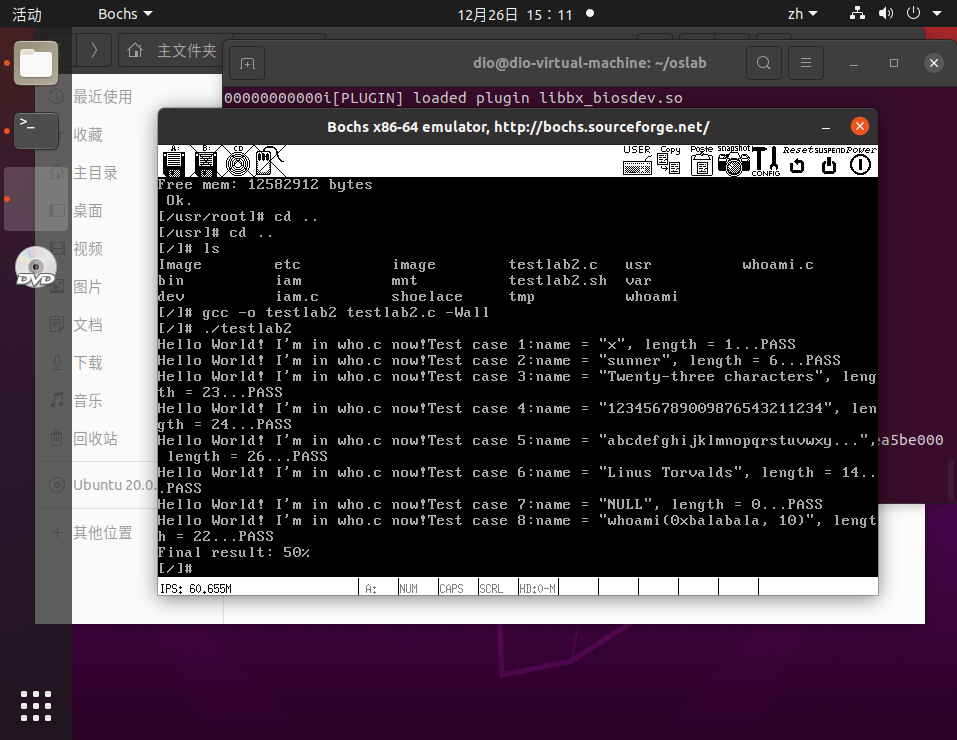 活动
Bochs
12月26日 15：11
zh
主文件夹
dio@dio-virtual-machine: ~/oslab
最近使用
收藏
主目录
桌面
视频
图片
文档
下载
音乐
回收站
Ubuntu 20.0.
其他位置
DVD
00000000000i[PLUGIN] loaded plugin libbx_biosdev.so
ea5be000
Bochs x86-64 emulator, http://bochs.sourceforge.net/
A: B: CD USER Copy Paste snapshot CONFIG Reset SUSPEND Power
Free mem: 12582912 bytes
 Ok.
[/usr/root]# cd ..
[/usr]# cd ..
[/]# ls
Image etc image testlab2.c usr whoami.c
bin iam mnt testlab2.sh var
dev iam.c shoelace tmp whoami
[/]# gcc -o testlab2 testlab2.c -Wall
[/]# ./testlab2
Hello World! I'm in who.c now!Test case 1:name = "x", length = 1...PASS
Hello World! I'm in who.c now!Test case 2:name = "sunner", length = 6...PASS
Hello World! I'm in who.c now!Test case 3:name = "Twenty-three characters", leng
th = 23...PASS
Hello World! I'm in who.c now!Test case 4:name = "123456789009876543211234", len
gth = 24...PASS
Hello World! I'm in who.c now!Test case 5:name = "abcdefghijklmnopqrstuvwxy...",
 length = 26...PASS
Hello World! I'm in who.c now!Test case 6:name = "Linus Torvalds", length = 14..
.PASS
Hello World! I'm in who.c now!Test case 7:name = "NULL", length = 0...PASS
Hello World! I'm in who.c now!Test case 8:name = "whoami(0xbalabala, 10)", lengt
h = 22...PASS
Final result: 50%
[/]#
IPS: 60.655M A: NUM CAPS SCRL HD:0-M